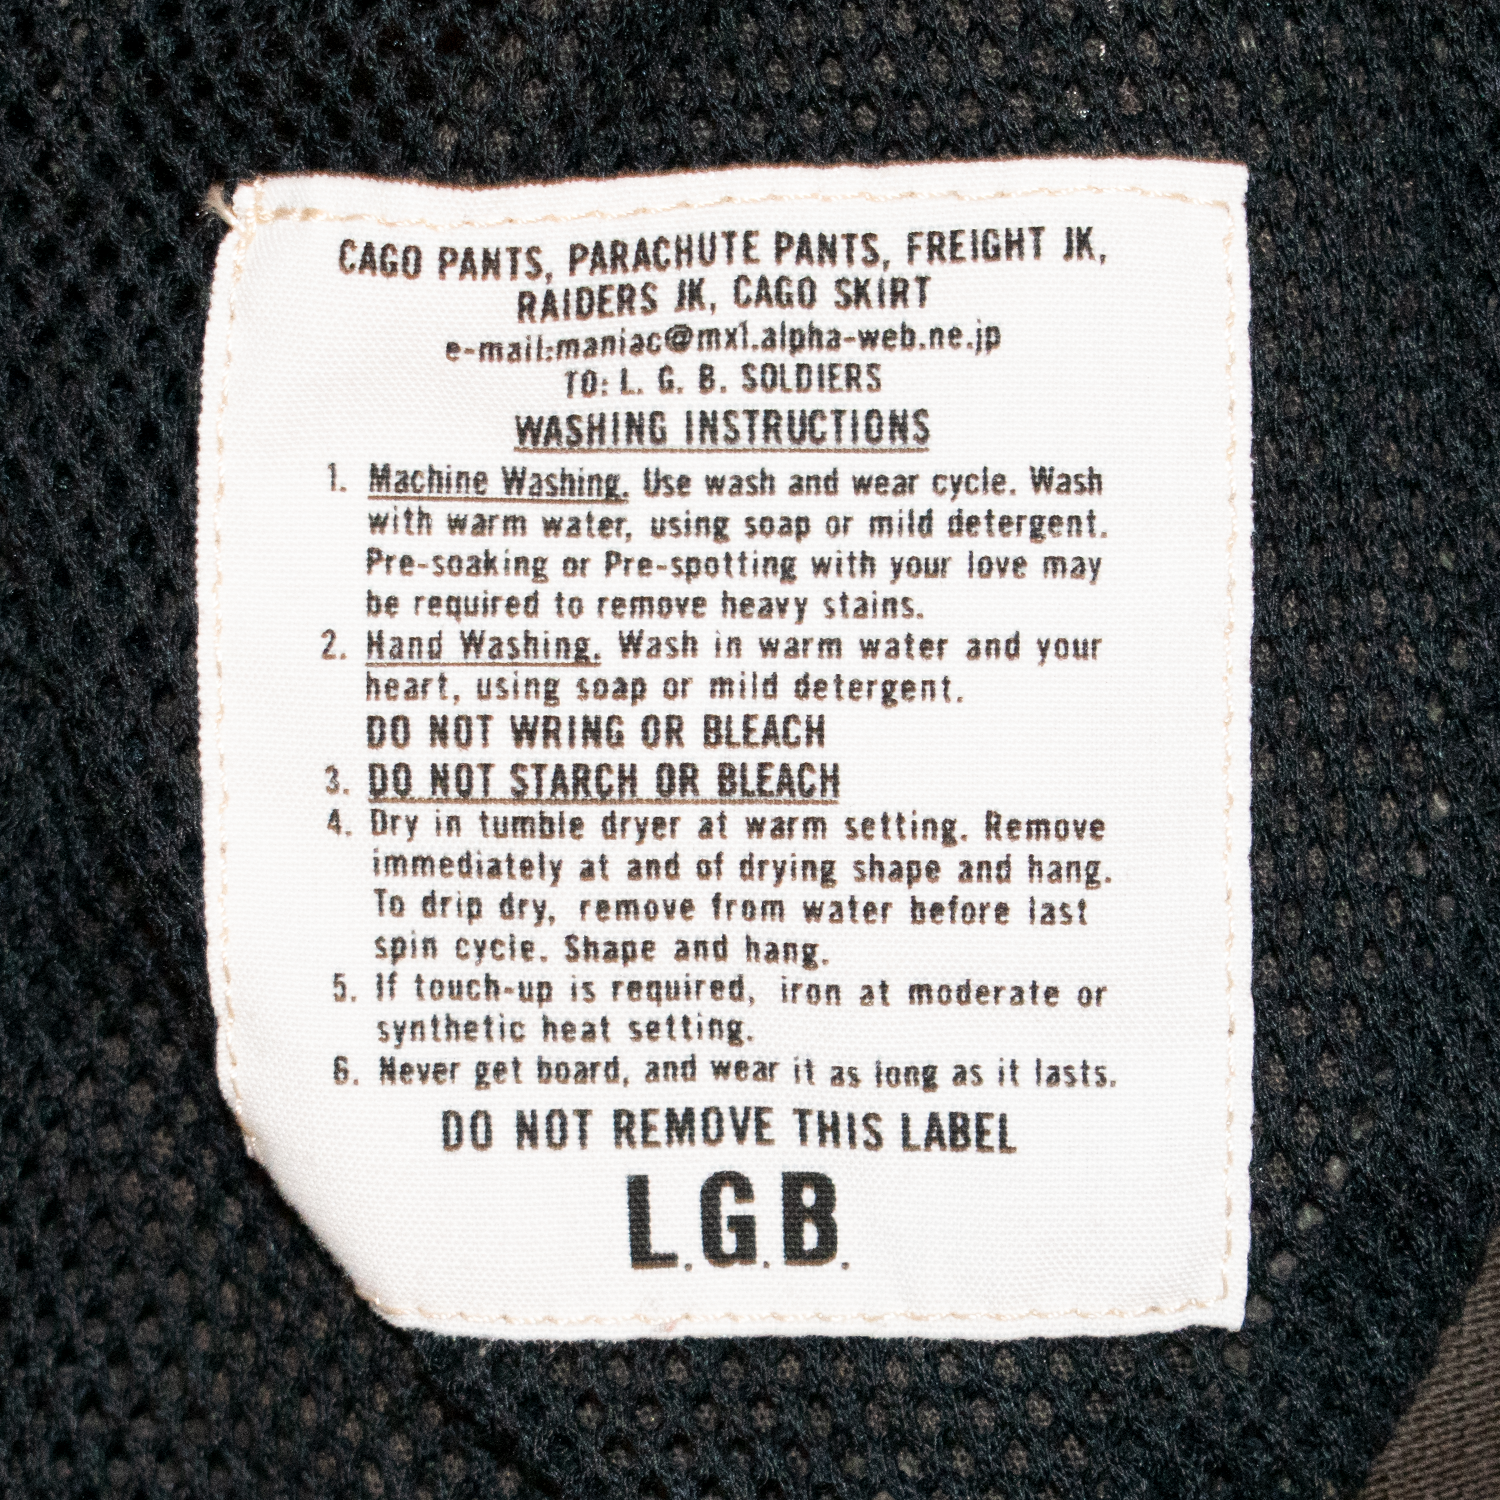 CAGO PANTS, PARACHUTE PANTS, FREIGHT JK,
RAIDERS JK, CAGO SKIRT
e-mail:maniac@mx1.alpha-web.ne.jp
TO: L. G. B. SOLDIERS
WASHING INSTRUCTIONS
1. Machine Washing. Use wash and wear cycle. Wash
with warm water, using soap or mild detergent.
Pre-soaking or Pre-spotting with your love may
be required to remove heavy stains.
2. Hand Washing. Wash in warm water and your
heart, using soap or mild detergent.
DO NOT WRING OR BLEACH
3. DO NOT STARCH OR BLEACH
4. Dry in tumble dryer at warm setting. Remove
immediately at and of drying shape and hang.
To drip dry, remove from water before last
spin cycle. Shape and hang.
5. If touch-up is required, iron at moderate or
synthetic heat setting.
6. Never get board, and wear it as long as it lasts.
DO NOT REMOVE THIS LABEL
L.G.B.